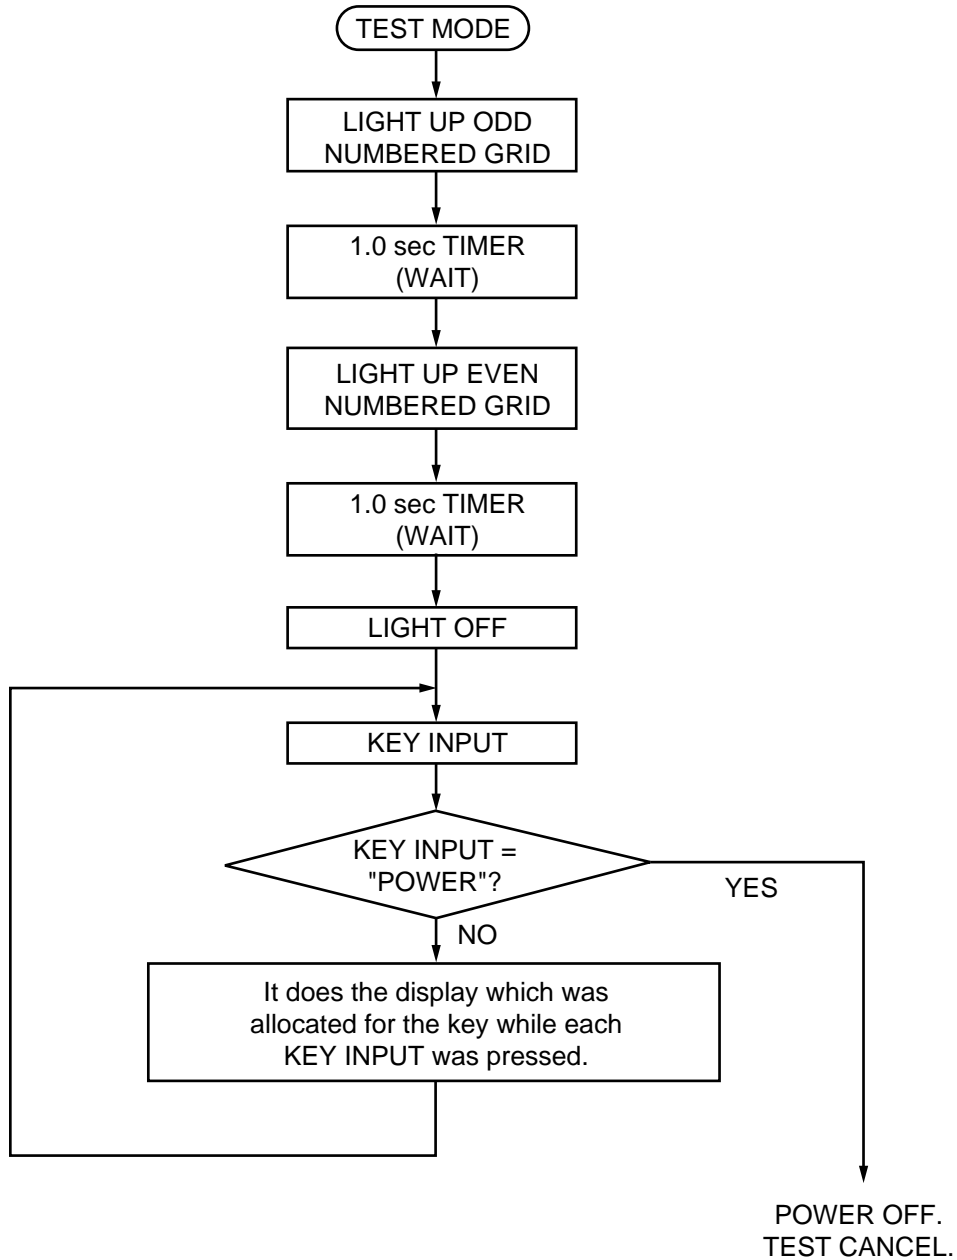 TEST MODE
LIGHT UP ODD
NUMBERED GRID
1.0 sec TIMER
(WAIT)
LIGHT UP EVEN
NUMBERED GRID
1.0 sec TIMER
(WAIT)
LIGHT OFF
KEY INPUT
KEY INPUT =
"POWER"?
YES
NO
It does the display which was
allocated for the key while each
KEY INPUT was pressed.
POWER OFF.
TEST CANCEL.